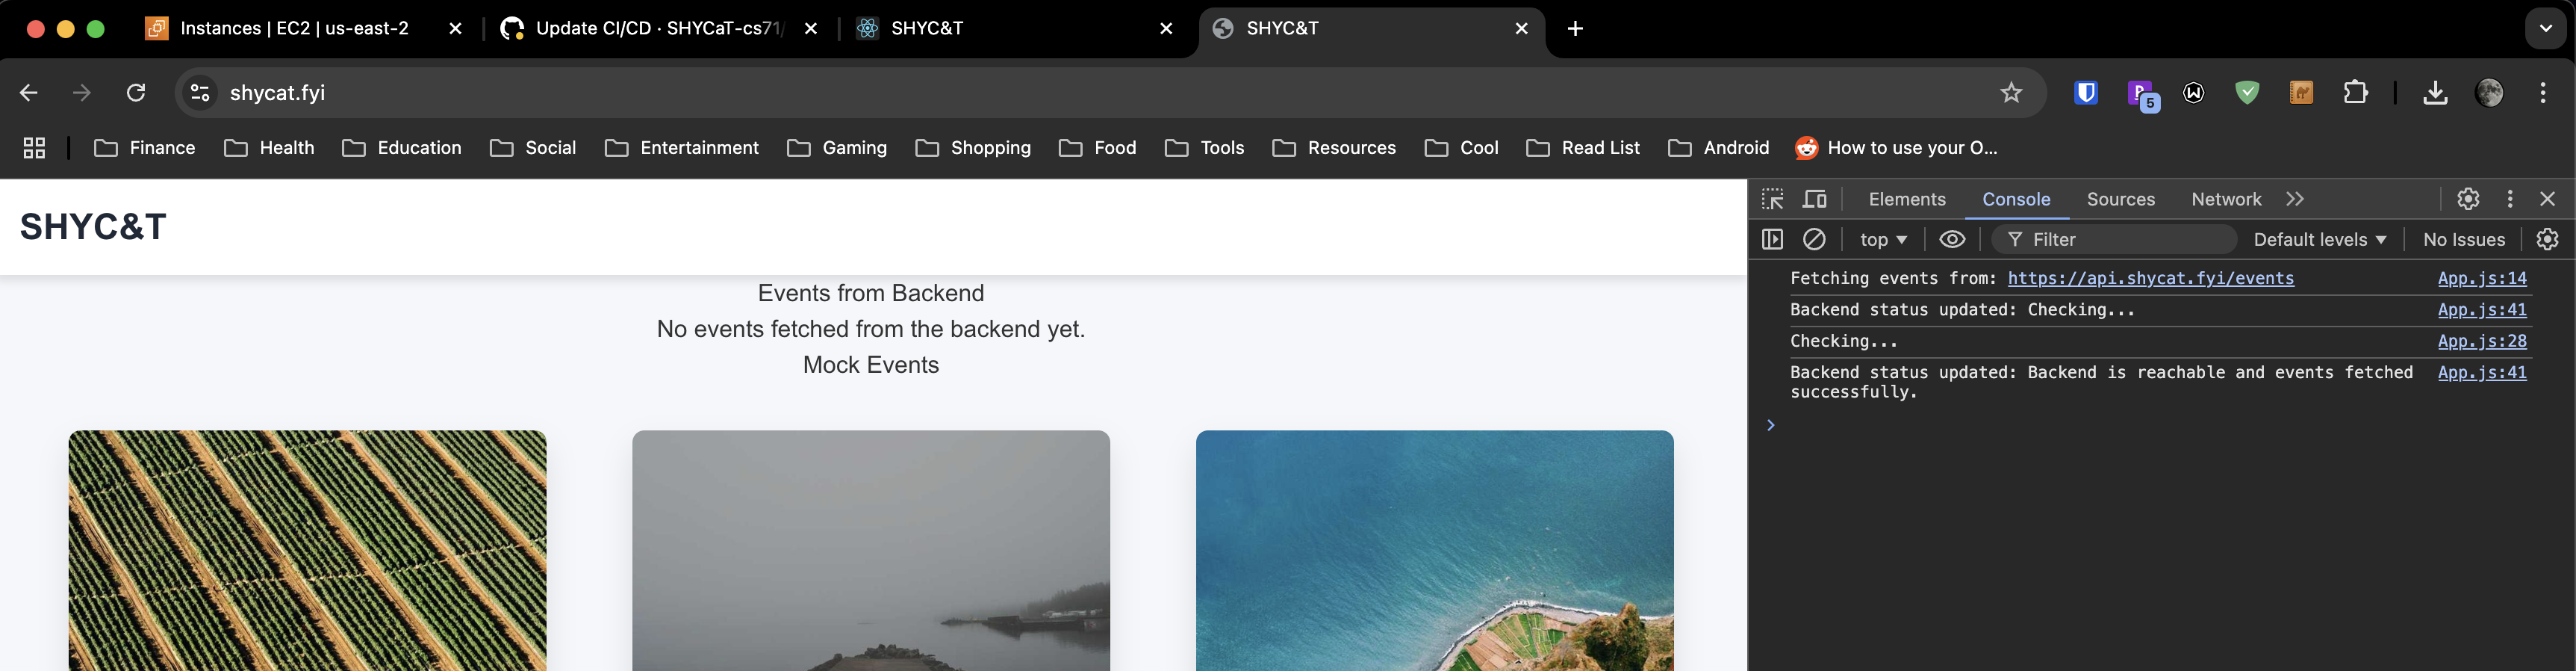 Instances | EC2 | us-east-2
Update CI/CD · SHYCaT-cs71/
SHYC&T
SHYC&T
shycat.fyi
5
Finance
Health
Education
Social
Entertainment
Gaming
Shopping
Food
Tools
Resources
Cool
Read List
Android
How to use your O...
SHYC&T
Events from Backend
No events fetched from the backend yet.
Mock Events
Elements
Console
Sources
Network
top
Filter
Default levels
No Issues
Fetching events from: https://api.shycat.fyi/events App.js:14
Backend status updated: Checking... App.js:41
Checking... App.js:28
Backend status updated: Backend is reachable and events fetched App.js:41
successfully.